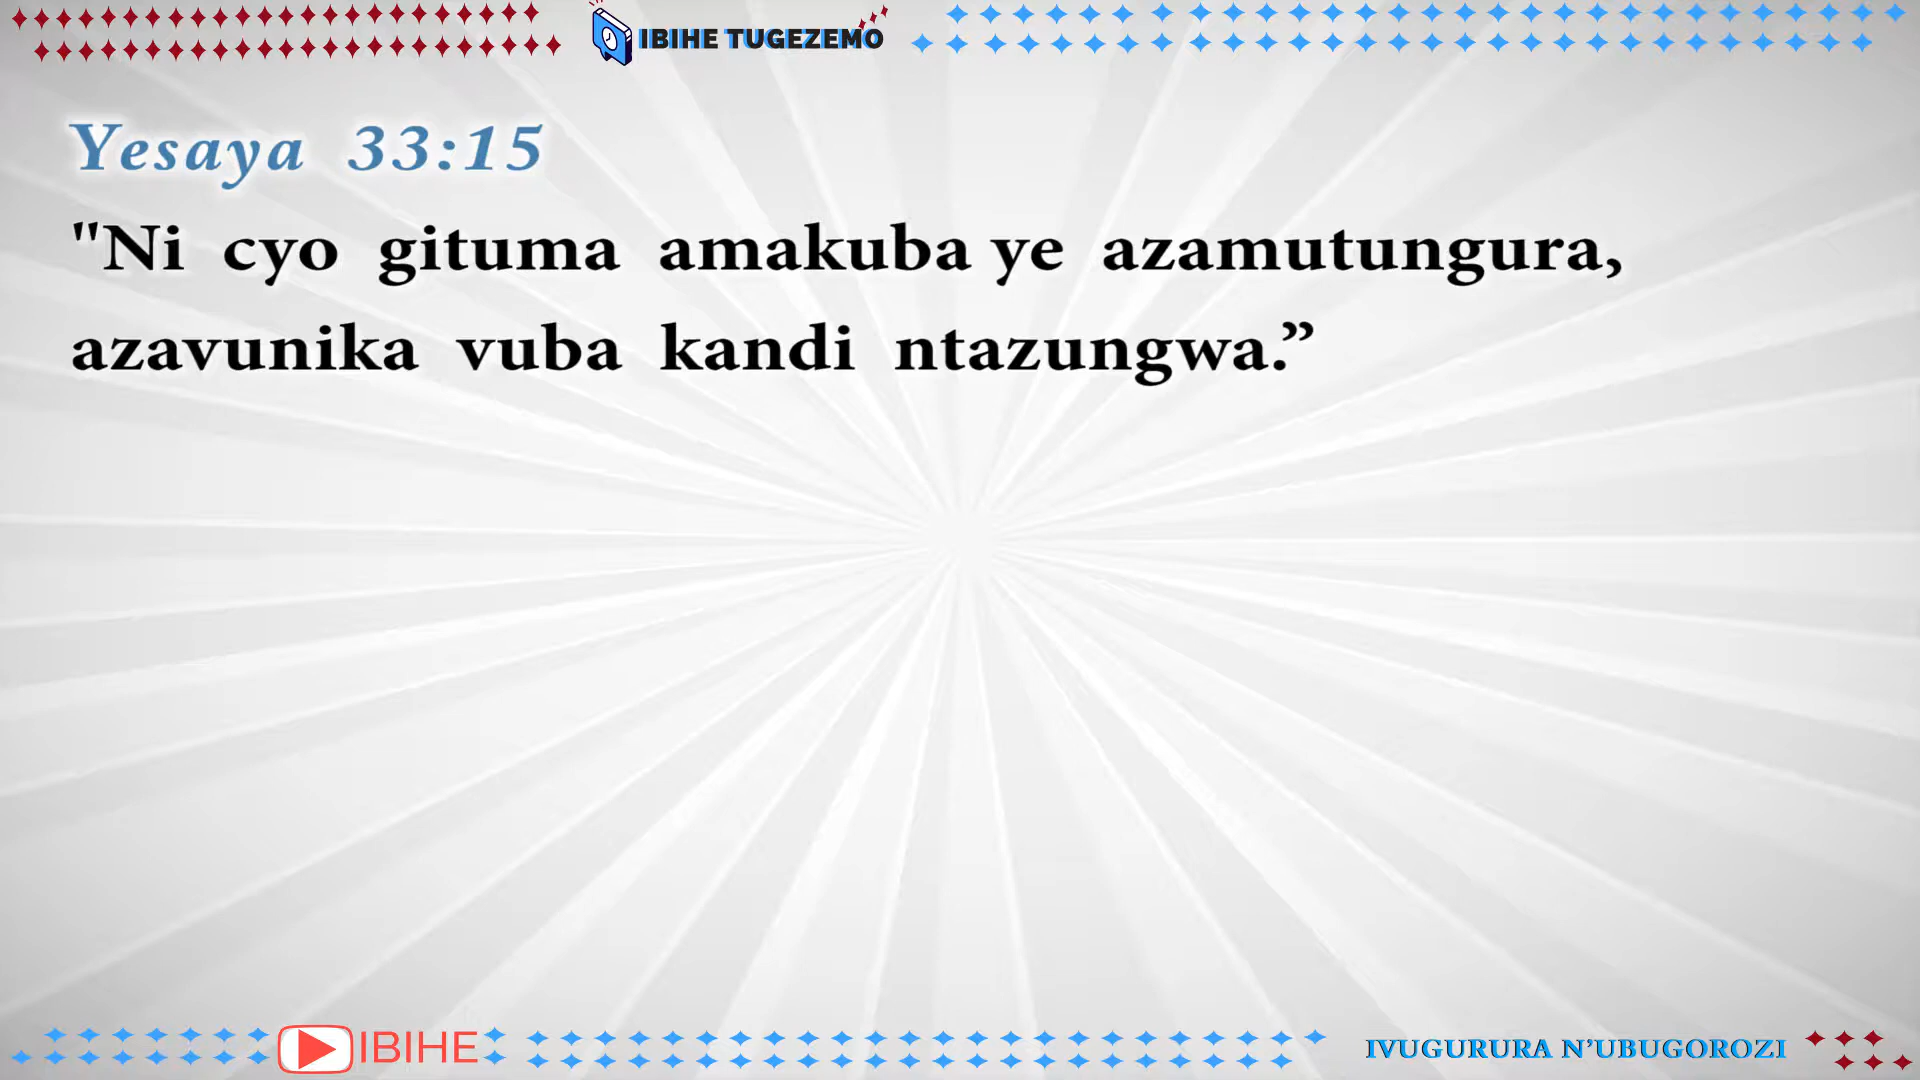 IBIHE TUGEZEMO
Yesaya 33:15
"Ni cyo gituma amakuba ye azamutungura,
azavunika vuba kandi ntazungwa.”
IBIHE
IVUGURURA N’UBUGOROZI